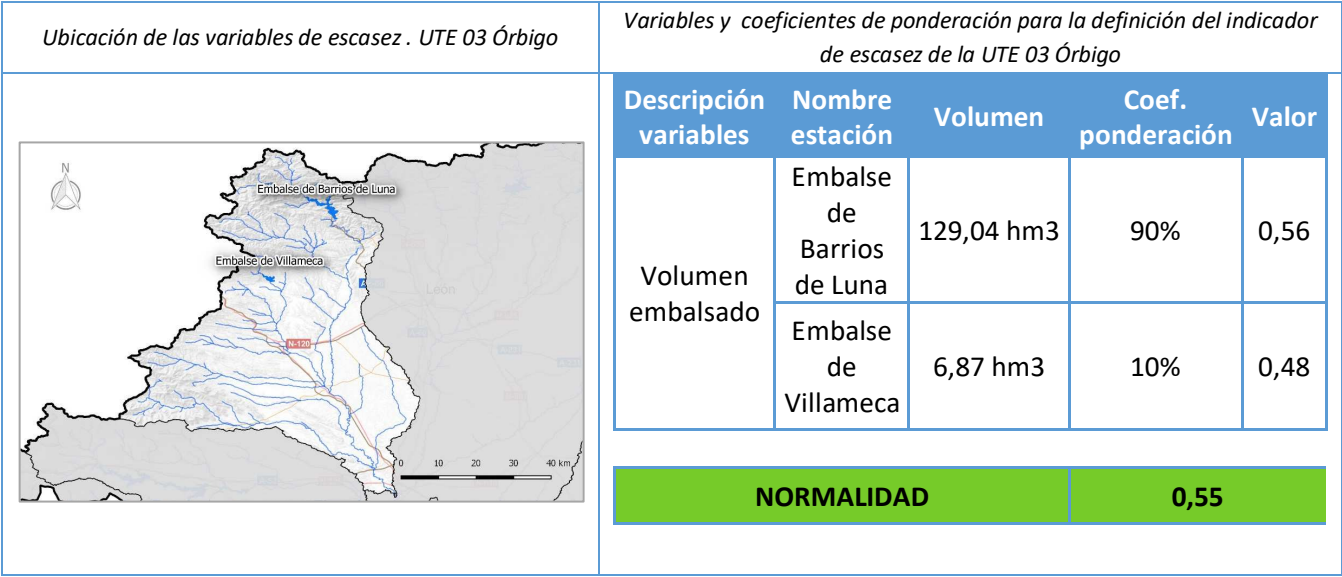 Ubicación de las variables de escasez . UTE 03 Órbigo
Variables y coeficientes de ponderación para la definición del indicador
de escasez de la UTE 03 Órbigo
N
Embalse de Barrios de Luna
Embalse de Villameca
León
N-120
0 10 20 30 40 km
Descripción variables Nombre estación Volumen Coef. ponderación Valor
Volumen
embalsado
Embalse
de
Barrios
de Luna
129,04 hm3 90% 0,56
Embalse
de
Villameca
6,87 hm3 10% 0,48
NORMALIDAD 0,55